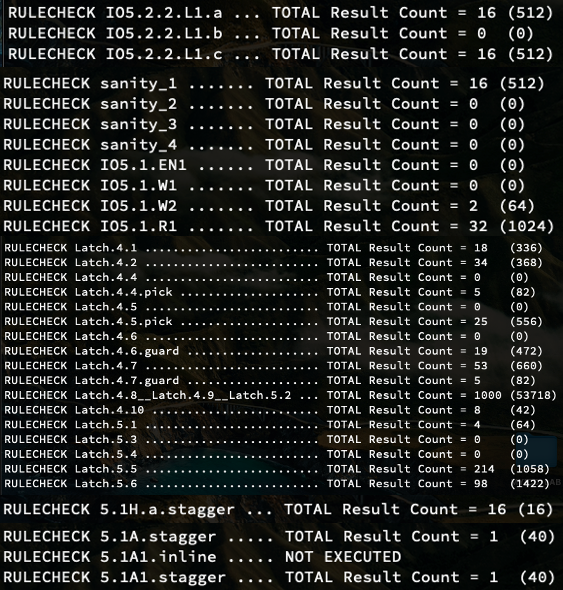 RULECHECK IO5.2.2.L1.a ... TOTAL Result Count = 16 (512)
RULECHECK IO5.2.2.L1.b ... TOTAL Result Count = 0 (0)
RULECHECK IO5.2.2.L1.c ... TOTAL Result Count = 16 (512)
RULECHECK sanity_1 ....... TOTAL Result Count = 16 (512)
RULECHECK sanity_2 ....... TOTAL Result Count = 0 (0)
RULECHECK sanity_3 ....... TOTAL Result Count = 0 (0)
RULECHECK sanity_4 ....... TOTAL Result Count = 0 (0)
RULECHECK IO5.1.EN1 ...... TOTAL Result Count = 0 (0)
RULECHECK IO5.1.W1 ....... TOTAL Result Count = 0 (0)
RULECHECK IO5.1.W2 ....... TOTAL Result Count = 2 (64)
RULECHECK IO5.1.R1 ....... TOTAL Result Count = 32 (1024)
RULECHECK Latch.4.1 ........................ TOTAL Result Count = 18 (336)
RULECHECK Latch.4.2 ........................ TOTAL Result Count = 34 (368)
RULECHECK Latch.4.4 ........................ TOTAL Result Count = 0 (0)
RULECHECK Latch.4.4.pick ................... TOTAL Result Count = 5 (82)
RULECHECK Latch.4.5 ........................ TOTAL Result Count = 0 (0)
RULECHECK Latch.4.5.pick ................... TOTAL Result Count = 25 (556)
RULECHECK Latch.4.6 ........................ TOTAL Result Count = 0 (0)
RULECHECK Latch.4.6.guard .................. TOTAL Result Count = 19 (472)
RULECHECK Latch.4.7 ........................ TOTAL Result Count = 53 (660)
RULECHECK Latch.4.7.guard .................. TOTAL Result Count = 5 (82)
RULECHECK Latch.4.8__Latch.4.9__Latch.5.2 ... TOTAL Result Count = 1000 (53718)
RULECHECK Latch.4.10 ....................... TOTAL Result Count = 8 (42)
RULECHECK Latch.5.1 ........................ TOTAL Result Count = 4 (64)
RULECHECK Latch.5.3 ........................ TOTAL Result Count = 0 (0)
RULECHECK Latch.5.4 ........................ TOTAL Result Count = 0 (0)
RULECHECK Latch.5.5 ........................ TOTAL Result Count = 214 (1058)
RULECHECK Latch.5.6 ........................ TOTAL Result Count = 98 (1422)
RULECHECK 5.1H.a.stagger ... TOTAL Result Count = 16 (16)
RULECHECK 5.1A.stagger ..... TOTAL Result Count = 1 (40)
RULECHECK 5.1A1.inline ..... NOT EXECUTED
RULECHECK 5.1A1.stagger .... TOTAL Result Count = 1 (40)